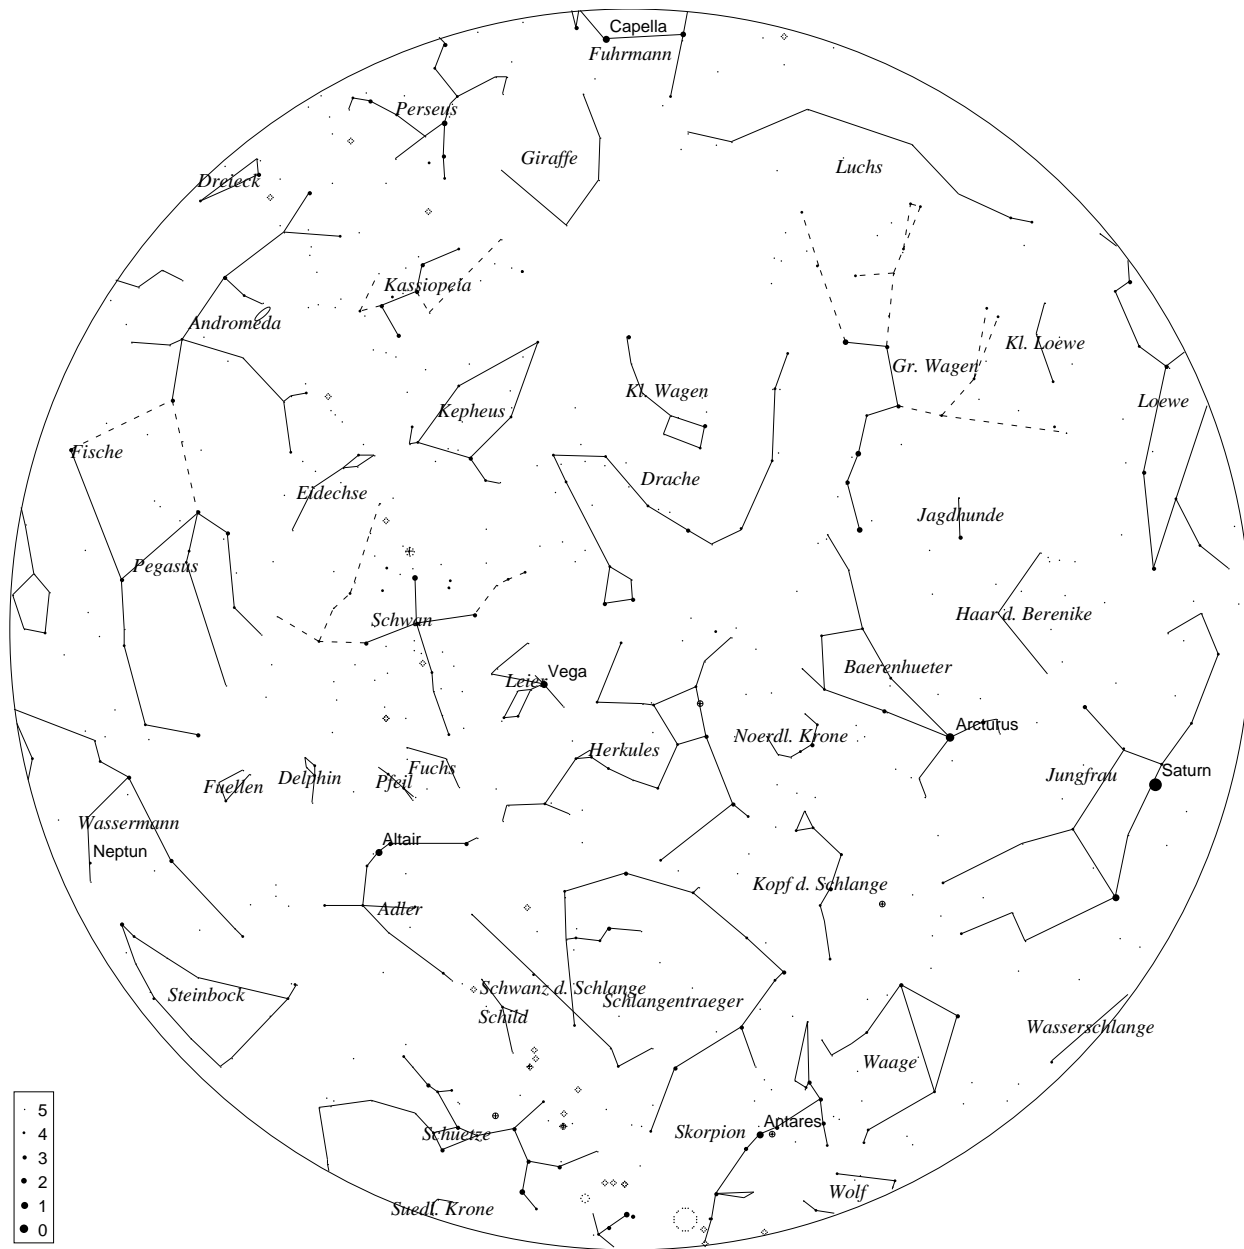 Capella
Fuhrmann
Perseus
Giraffe
Luchs
Dreieck
Kassiopeia
Andromeda
Kl. Loewe
Gr. Wagen
Kl. Wagen
Loewe
Kepheus
Fische
Drache
Eidechse
Jagdhunde
Pegasus
Haar d. Berenike
Schwan
Baerenhueter
Vega
Leier
Arcturus
Noerdl. Krone
Herkules
Fuchs
Saturn
Jungfrau
Delphin
Pfeil
Fuellen
Wassermann
Altair
Neptun
Kopf d. Schlange
Adler
Schwanz d. Schlange
Steinbock
Schlangentraeger
Schild
Wasserschlange
Waage
5
4
3
2
1
0
Antares
Skorpion
Schuetze
Wolf
Suedl. Krone